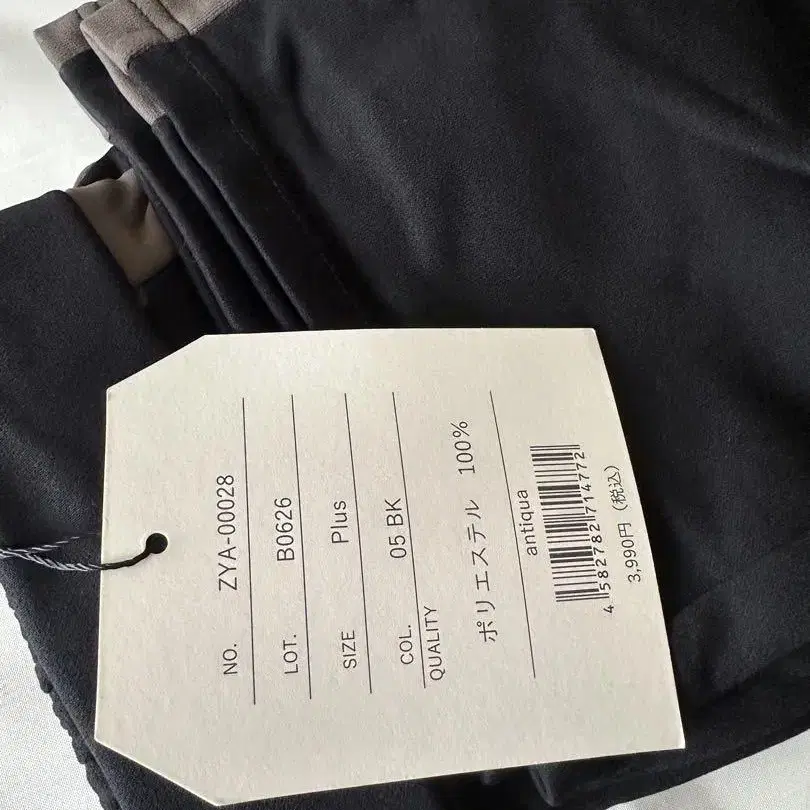 NO. ZYA-00028
LOT. B0626
SIZE Plus
COL. 05 BK
QUALITY
ポリエステル 100%
antiqua
4 582782 714772
3,990円 (税込)